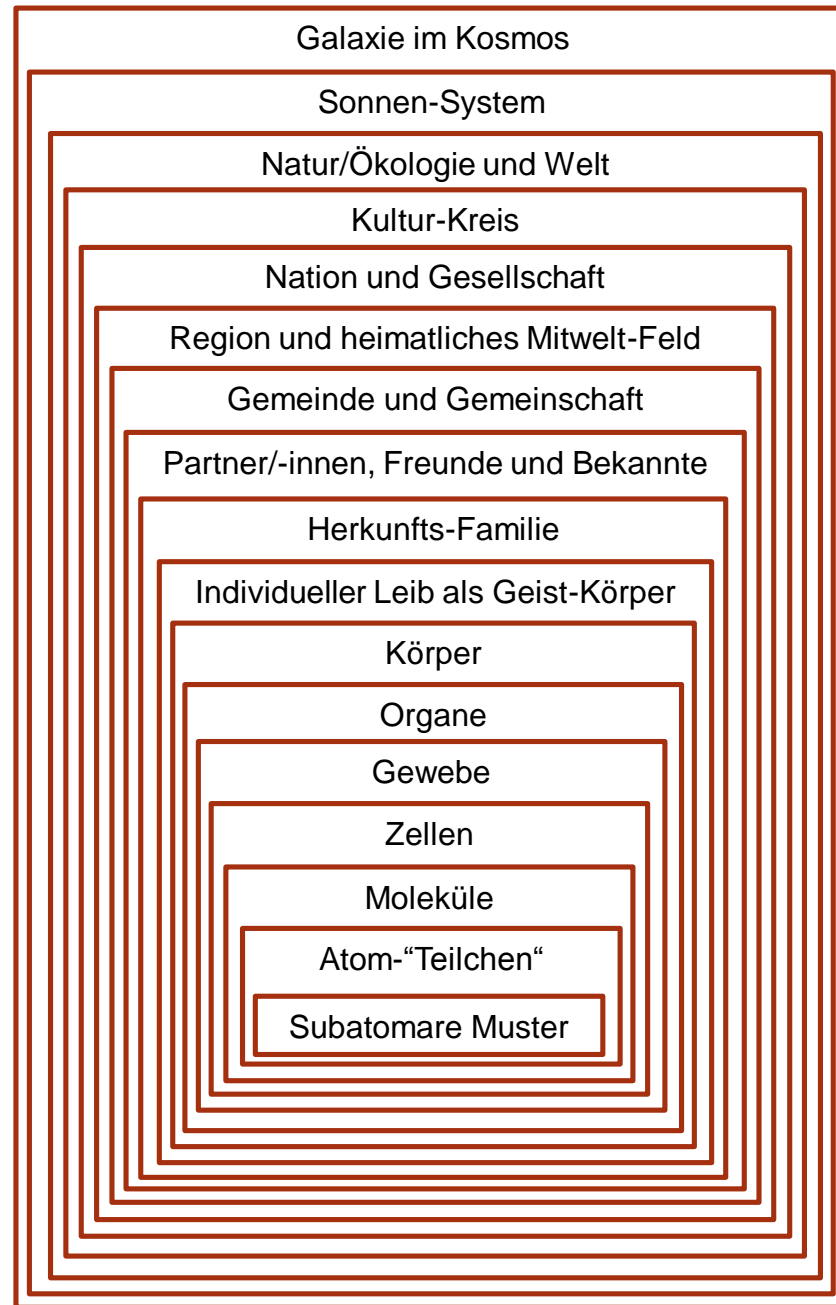 Galaxie im Kosmos
Sonnen-System
Natur/Ökologie und Welt
Kultur-Kreis
Nation und Gesellschaft
Region und heimatliches Mitwelt-Feld
Gemeinde und Gemeinschaft
Partner/-innen, Freunde und Bekannte
Herkunfts-Familie
Individueller Leib als Geist-Körper
Körper
Organe
Gewebe
Zellen
Moleküle
Atom-“Teilchen“
Subatomare Muster